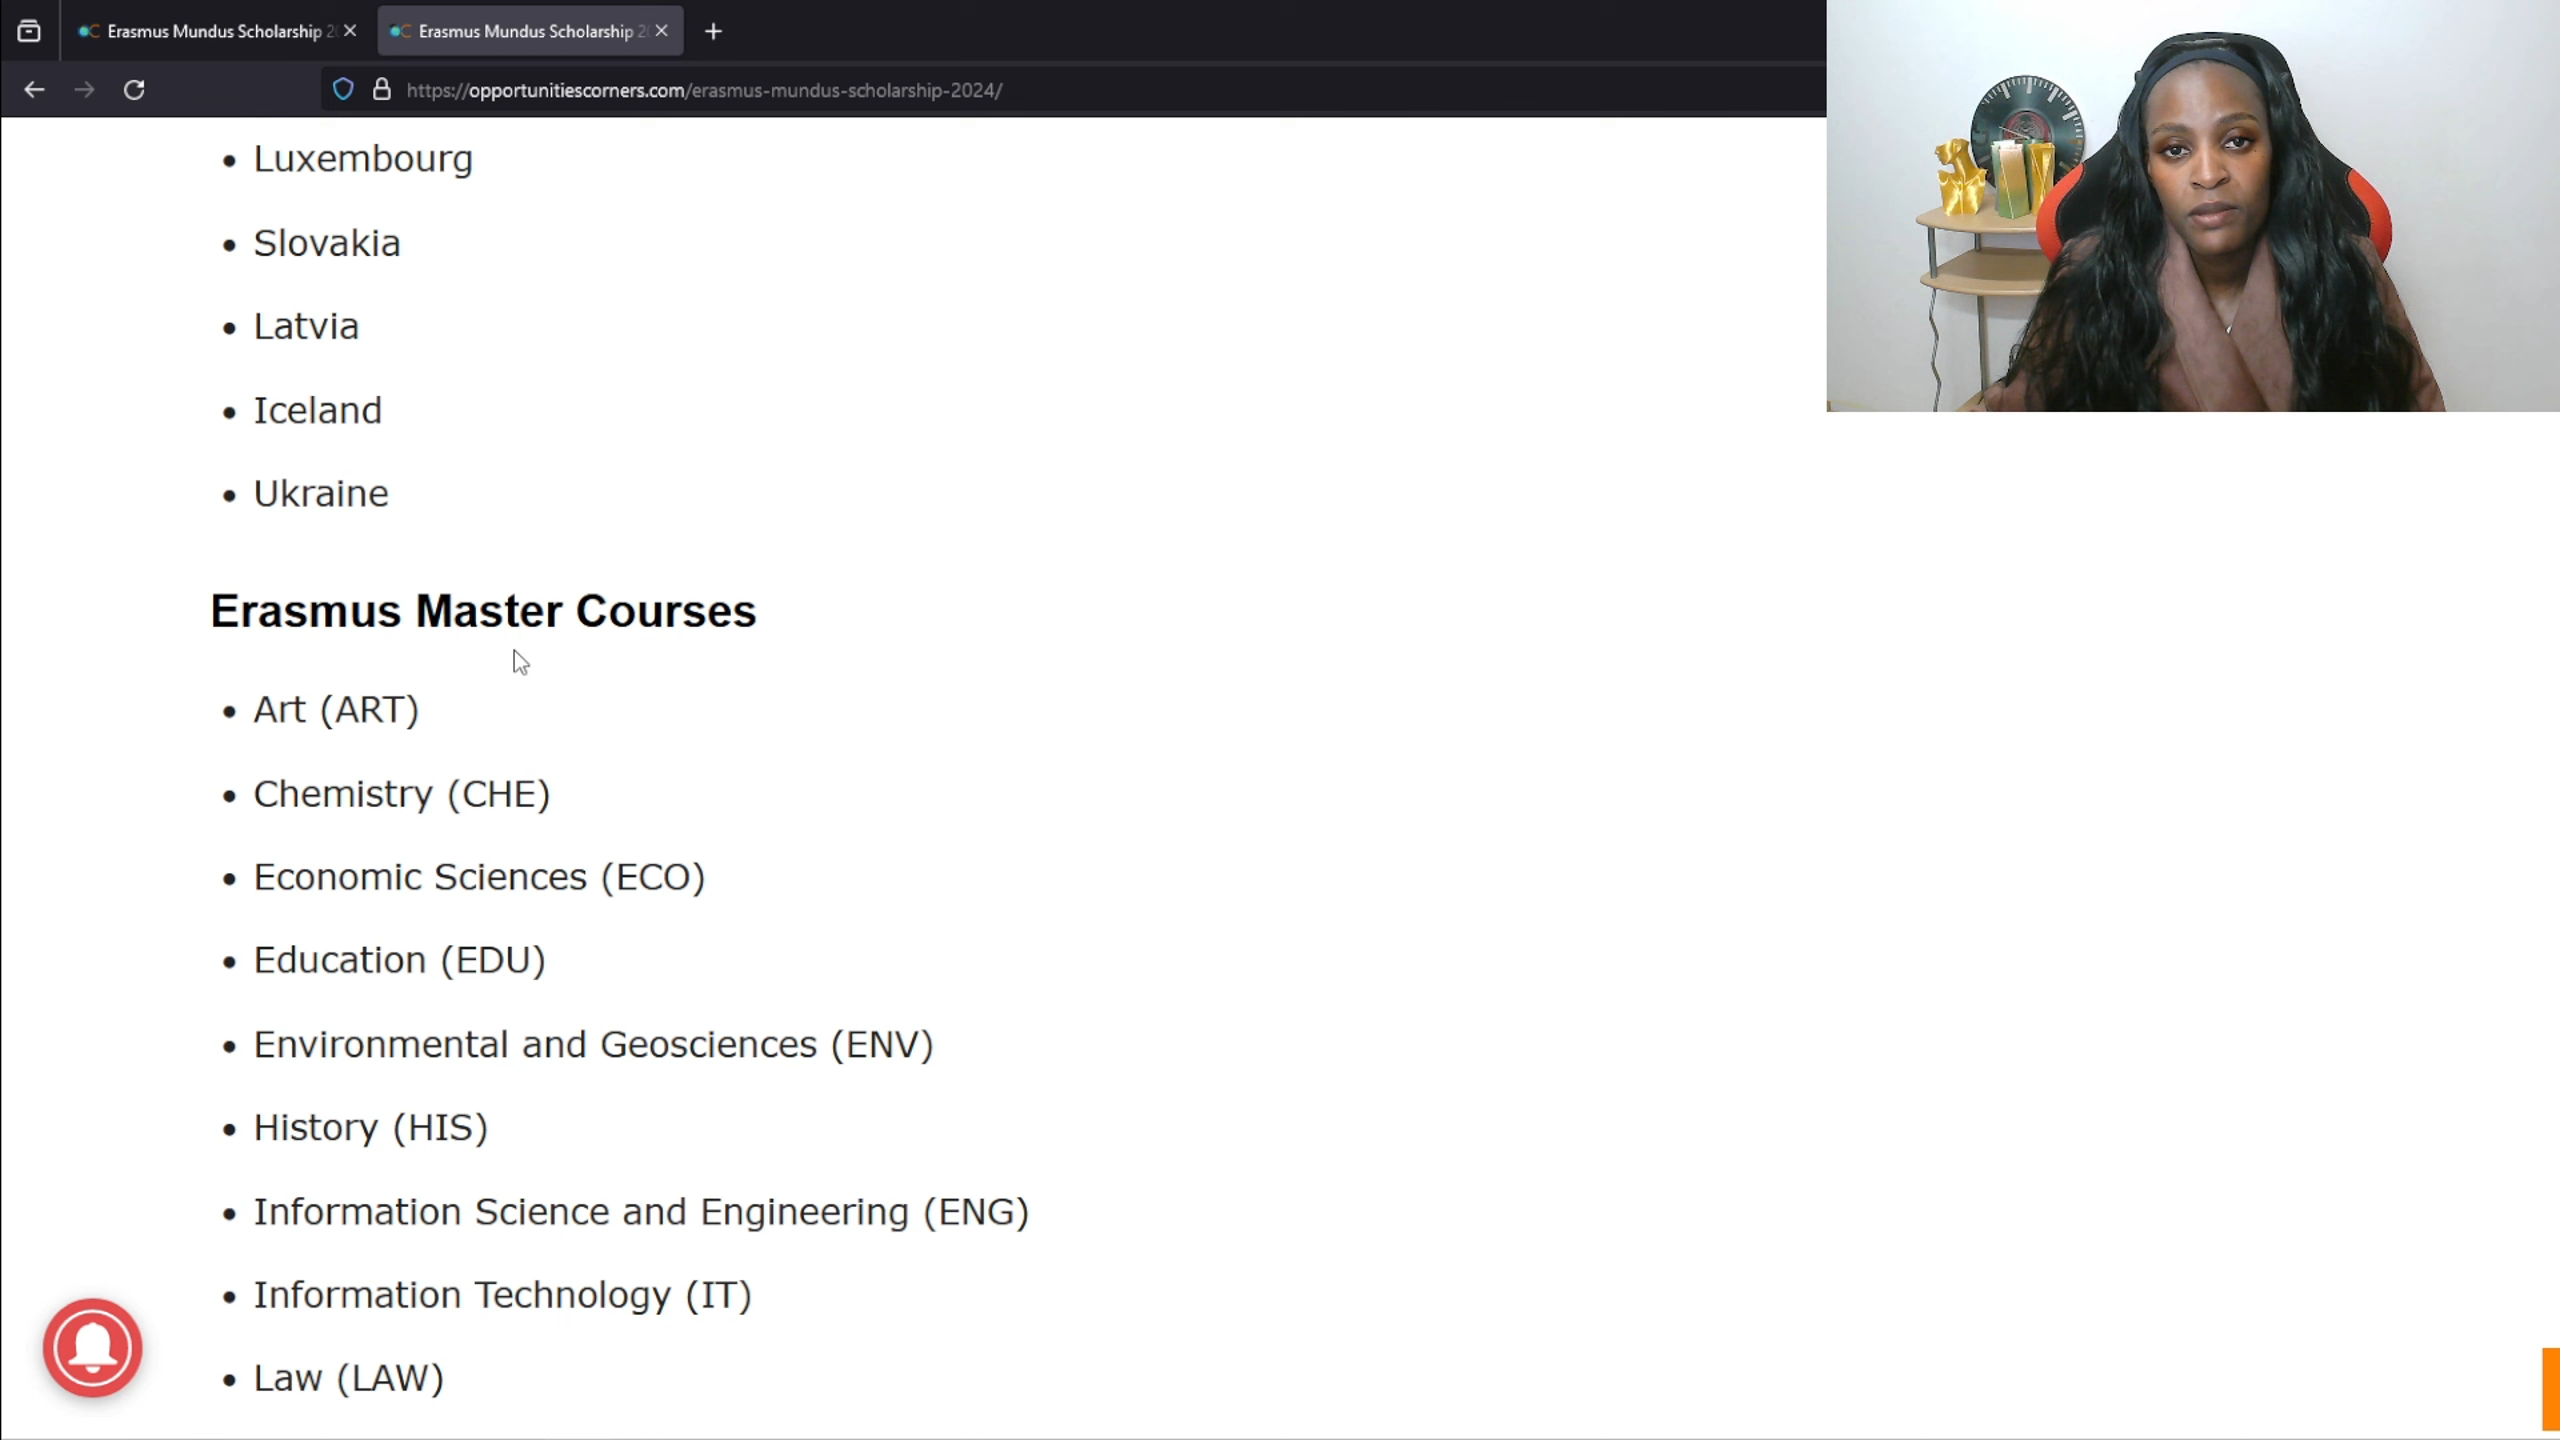 Erasmus Mundus Scholarship 2
Erasmus Mundus Scholarship 2
https://opportunitiescorners.com/erasmus-mundus-scholarship-2024/
• Luxembourg
• Slovakia
• Latvia
• Iceland
• Ukraine
Erasmus Master Courses
• Art (ART)
• Chemistry (CHE)
• Economic Sciences (ECO)
• Education (EDU)
• Environmental and Geosciences (ENV)
• History (HIS)
• Information Science and Engineering (ENG)
• Information Technology (IT)
• Law (LAW)